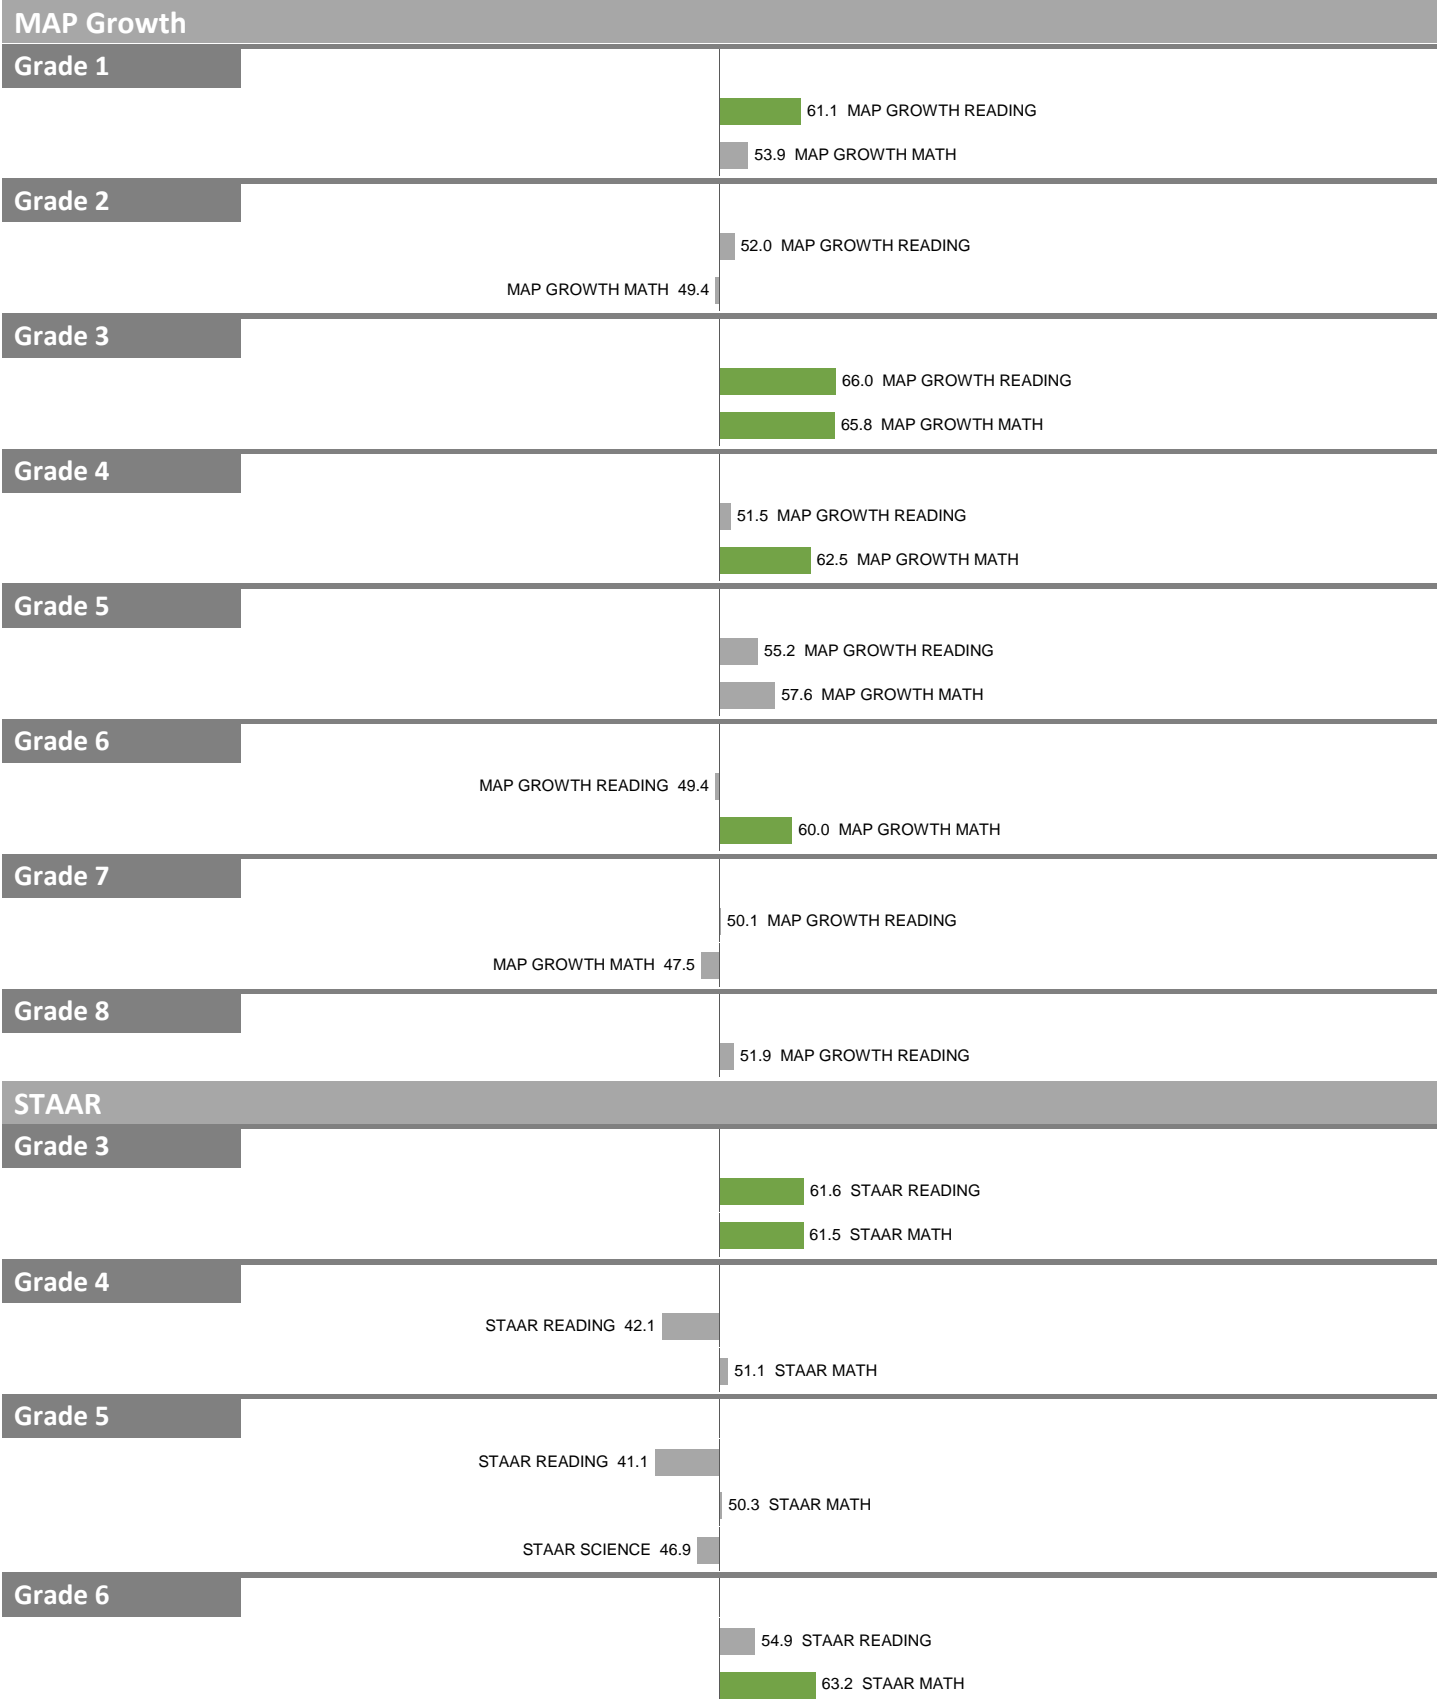 MAP Growth
Grade 1
61.1 MAP GROWTH READING
53.9 MAP GROWTH MATH
Grade 2
52.0 MAP GROWTH READING
MAP GROWTH MATH 49.4
Grade 3
66.0 MAP GROWTH READING
65.8 MAP GROWTH MATH
Grade 4
51.5 MAP GROWTH READING
62.5 MAP GROWTH MATH
Grade 5
55.2 MAP GROWTH READING
57.6 MAP GROWTH MATH
Grade 6
MAP GROWTH READING 49.4
60.0 MAP GROWTH MATH
Grade 7
50.1 MAP GROWTH READING
MAP GROWTH MATH 47.5
Grade 8
51.9 MAP GROWTH READING
STAAR
Grade 3
61.6 STAAR READING
61.5 STAAR MATH
Grade 4
STAAR READING 42.1
51.1 STAAR MATH
Grade 5
STAAR READING 41.1
50.3 STAAR MATH
STAAR SCIENCE 46.9
Grade 6
54.9 STAAR READING
63.2 STAAR MATH